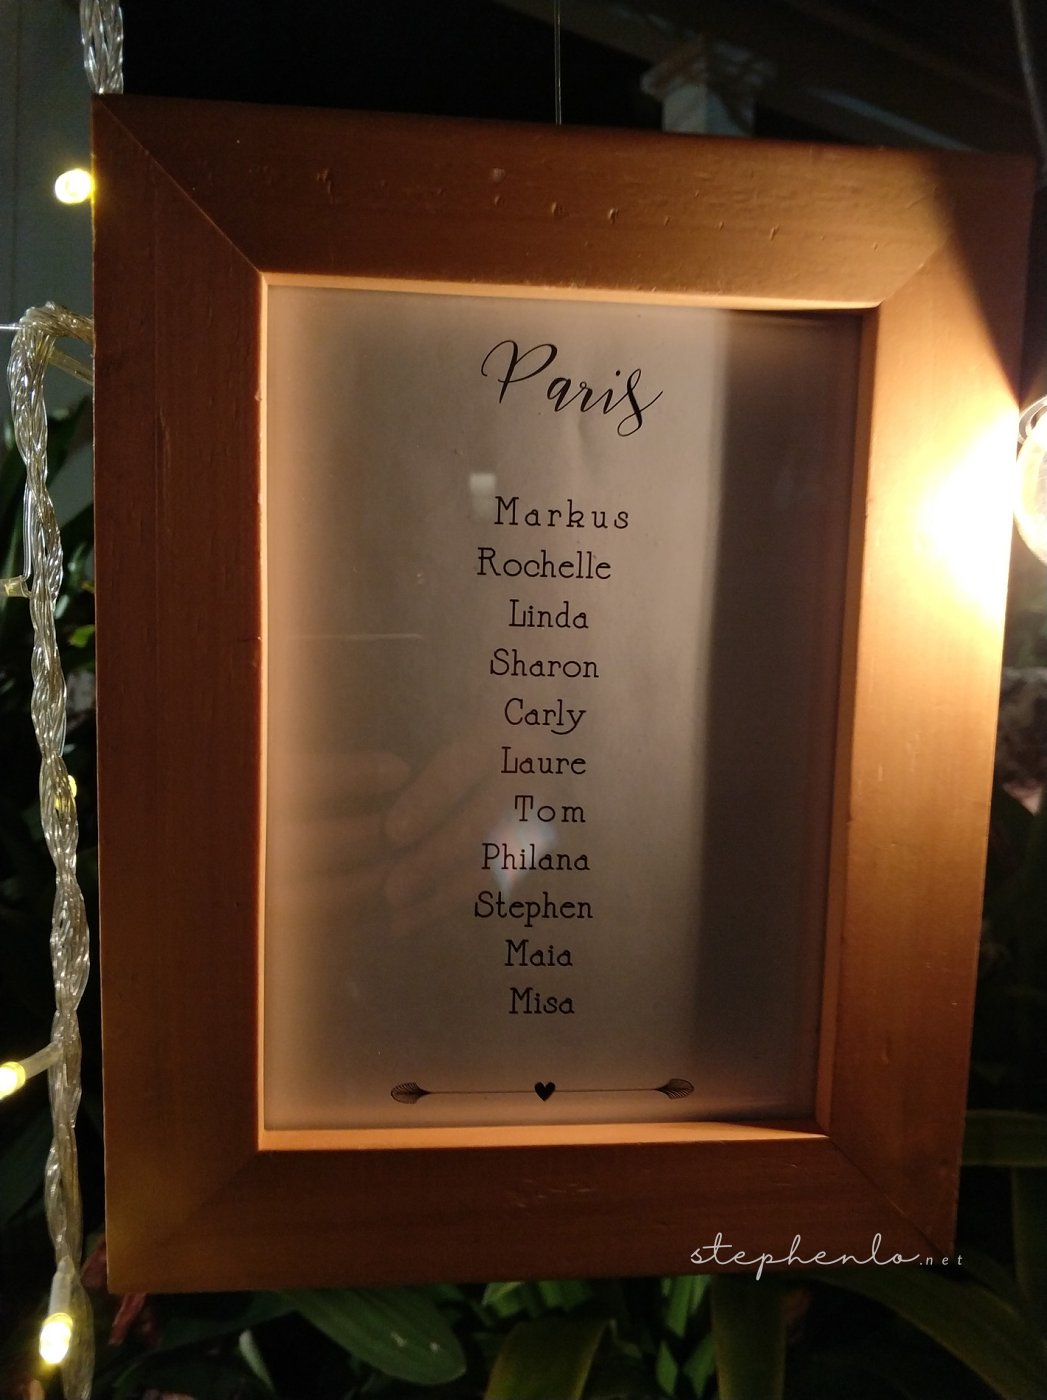 Paris
Markus
Rochelle
Linda
Sharon
Carly
Laure
Tom
Philana
Stephen
Maia
Misa
stephenlo.net